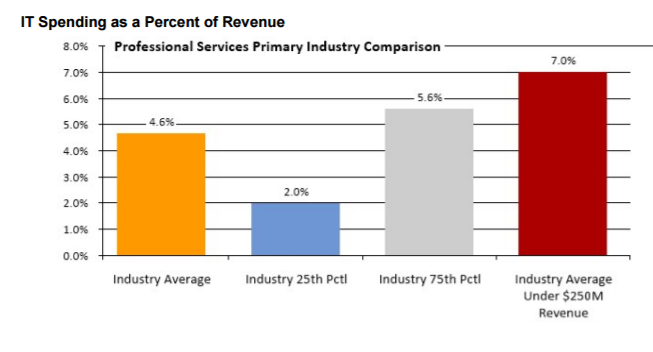 IT Spending as a Percent of Revenue
Professional Services Primary Industry Comparison
8.0%
7.0%
6.0%
5.0%
4.0%
3.0%
2.0%
1.0%
0.0%
4.6%
2.0%
5.6%
7.0%
Industry Average
Industry 25th Pctl
Industry 75th Pctl
Industry Average
Under $250M
Revenue